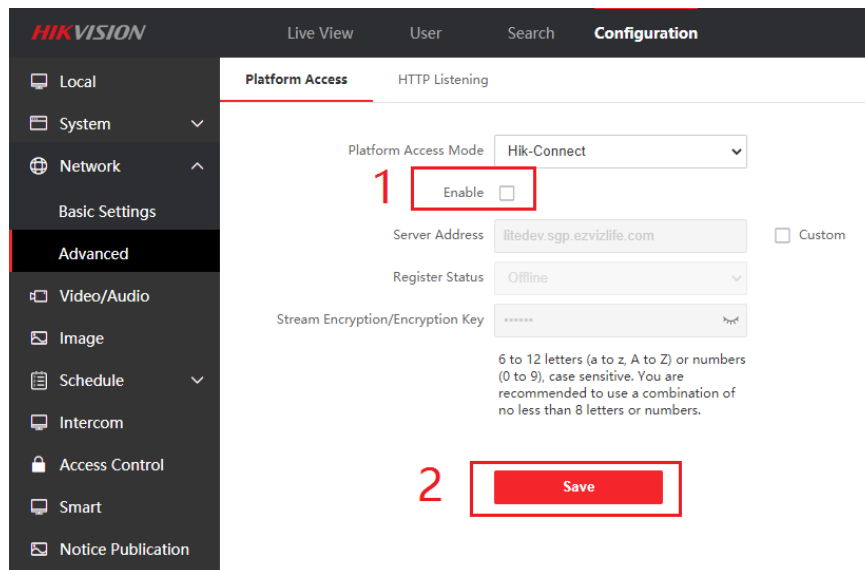 HIKVISION
Live View
User
Search
Configuration
Local
System
Network
Basic Settings
Advanced
Video/Audio
Image
Schedule
Intercom
Access Control
Smart
Notice Publication
Platform Access
HTTP Listening
Platform Access Mode
Hik-Connect
1
Enable
Server Address
litedev.sgp.ezvizlife.com
Custom
Register Status
Offline
Stream Encryption/Encryption Key
••••••
6 to 12 letters (a to z, A to Z) or numbers
(0 to 9), case sensitive. You are
recommended to use a combination of
no less than 8 letters or numbers.
2
Save